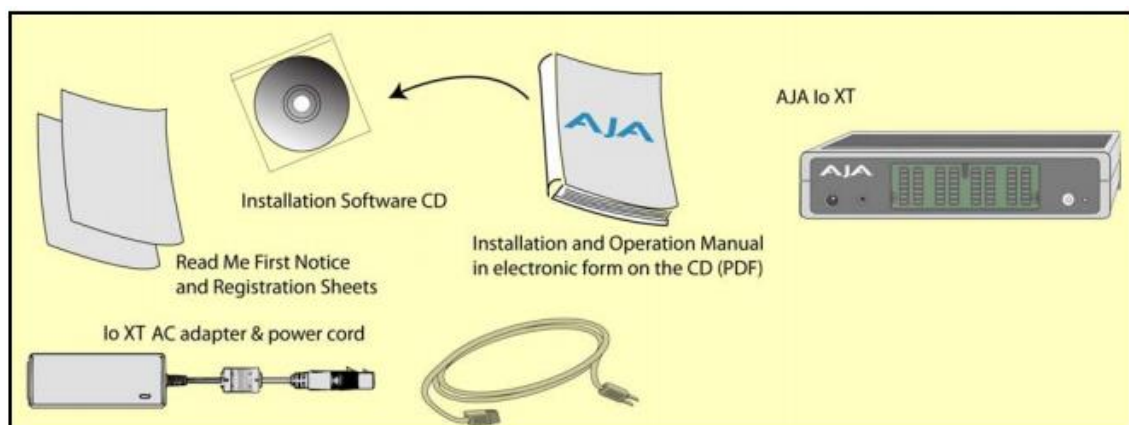 AJA Io XT
AJA
AJA
Installation Software CD
Installation and Operation Manual
in electronic form on the CD (PDF)
Read Me First Notice
and Registration Sheets
Io XT AC adapter & power cord